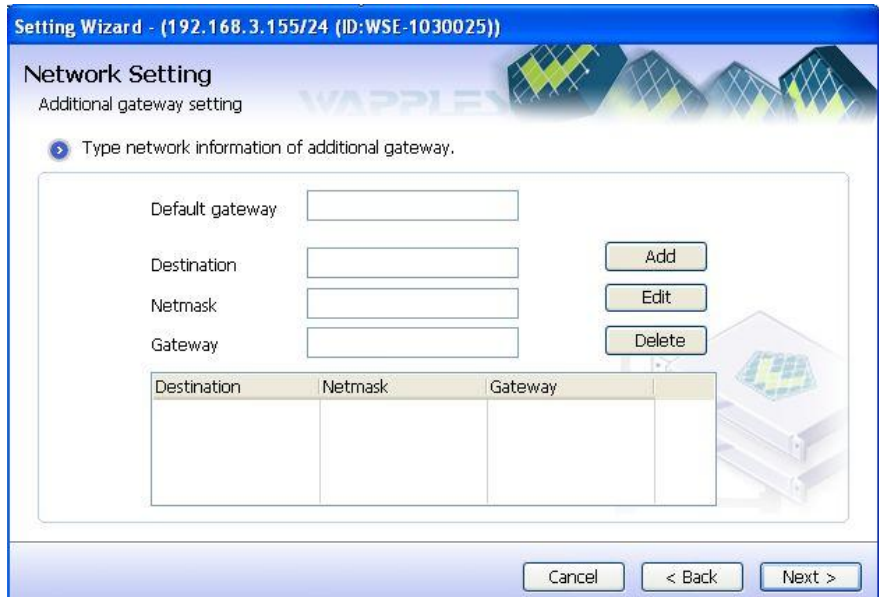 Setting Wizard - (192.168.3.155/24 (ID:WSE-1030025))
Network Setting
Additional gateway setting
WAPPLES
Type network information of additional gateway.
Default gateway
Destination
Add
Netmask
Edit
Gateway
Delete
Destination Netmask Gateway
Cancel < Back Next >